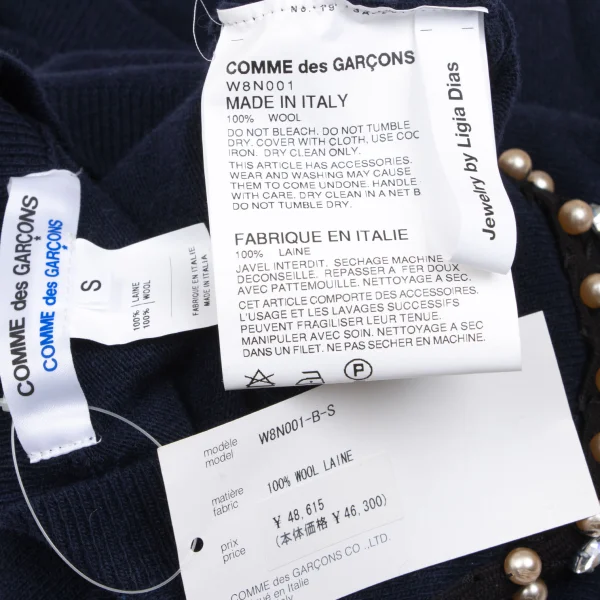 COMME des GARÇONS
W8N001
MADE IN ITALY
100% WOOL
DO NOT BLEACH. DO NOT TUMBLE
DRY. COVER WITH CLOTH, USE
IRON. DRY CLEAN ONLY.
THIS ARTICLE HAS ACCESSORIES.
WEAR AND WASHING MAY CAUSE
THEM TO COME UNDONE. HANDLE
WITH CARE. DRY CLEAN IN A NET B
DO NOT TUMBLE DRY.
FABRIQUE EN ITALIE
100% LAINE
JAVEL INTERDIT. SECHAGE MACHINE
DECONSEILLE. REPASSER A FER DOUX
AVEC PATTEMOUILLE. NETTOYAGE A SEC
CET ARTICLE COMPORTE DES ACCESSOIRES.
L'USAGE ET LES LAVAGES SUCCESSIFS
PEUVENT FRAGILISER LEUR TENUE.
MANIPULER AVEC SOIN. NETTOYAGE A SEC
DANS UN FILET. NE PAS SECHER EN MACHINE.
P
Jewelry by Ligia Dias
COMME des GARÇONS
COMME des GARÇONS
S
100% LAINE
100% WOOL
FABRIQUÉ EN ITALIE
MADE IN ITALIA
modèle
model
W8N001-B-S
matière
fabric
100% WOOL LAINE
prix
price
¥ 48,615
(本体価格 ¥ 46,300)
COMME des GARÇONS CO.,LTD.
en Italie
Italy